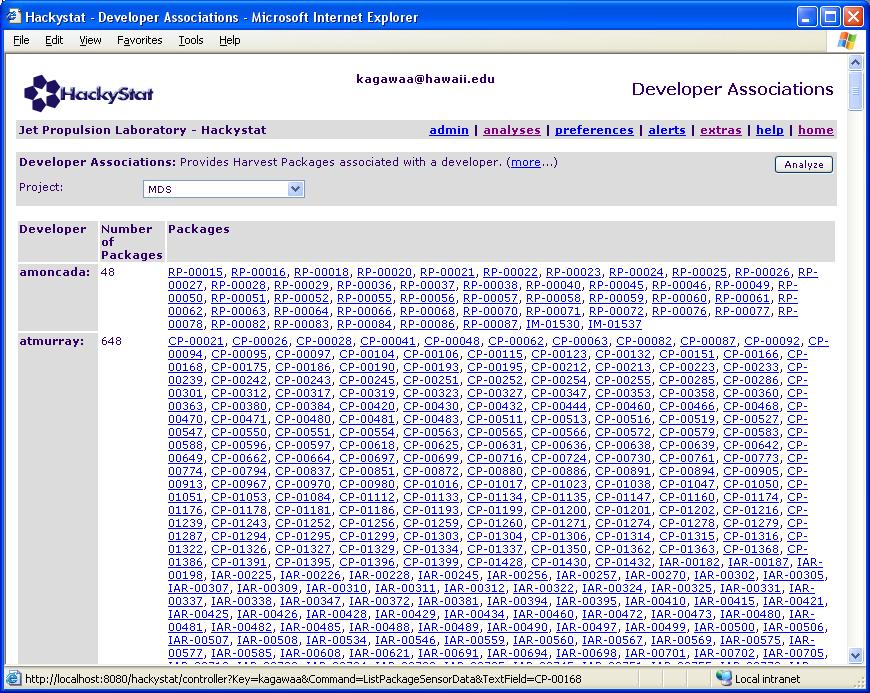 Hackystat - Developer Associations - Microsoft Internet Explorer
File Edit View Favorites Tools Help
HackyStat
kagawaa@hawaii.edu
Developer Associations
Jet Propulsion Laboratory - Hackystat admin | analyses | preferences | alerts | extras | help | home
Developer Associations: Provides Harvest Packages associated with a developer. (more...) Analyze
Project: MDS
Developer Number of Packages Packages
amoncada: 48 RP-00015, RP-00016, RP-00018, RP-00020, RP-00021, RP-00022, RP-00023, RP-00024, RP-00025, RP-00026, RP-
00027, RP-00028, RP-00029, RP-00036, RP-00037, RP-00038, RP-00040, RP-00045, RP-00046, RP-00049, RP-
00050, RP-00051, RP-00052, RP-00055, RP-00056, RP-00057, RP-00058, RP-00059, RP-00060, RP-00061, RP-
00062, RP-00063, RP-00064, RP-00066, RP-00068, RP-00070, RP-00071, RP-00072, RP-00076, RP-00077, RP-
00078, RP-00082, RP-00083, RP-00084, RP-00086, RP-00087, IM-01530, IM-01537
atmurray: 648 CP-00021, CP-00026, CP-00028, CP-00041, CP-00048, CP-00062, CP-00063, CP-00082, CP-00087, CP-00092, CP-
00094, CP-00095, CP-00097, CP-00104, CP-00106, CP-00115, CP-00123, CP-00132, CP-00151, CP-00166, CP-
00168, CP-00175, CP-00186, CP-00190, CP-00193, CP-00195, CP-00212, CP-00213, CP-00223, CP-00233, CP-
00239, CP-00242, CP-00243, CP-00245, CP-00251, CP-00252, CP-00254, CP-00255, CP-00285, CP-00286, CP-
00301, CP-00312, CP-00317, CP-00319, CP-00323, CP-00327, CP-00347, CP-00353, CP-00358, CP-00360, CP-
00363, CP-00380, CP-00384, CP-00420, CP-00430, CP-00432, CP-00444, CP-00460, CP-00466, CP-00468, CP-
00470, CP-00471, CP-00480, CP-00481, CP-00483, CP-00511, CP-00513, CP-00516, CP-00519, CP-00527, CP-
00547, CP-00550, CP-00551, CP-00554, CP-00563, CP-00565, CP-00566, CP-00572, CP-00579, CP-00583, CP-
00588, CP-00596, CP-00597, CP-00618, CP-00625, CP-00631, CP-00636, CP-00638, CP-00639, CP-00642, CP-
00649, CP-00662, CP-00664, CP-00697, CP-00699, CP-00716, CP-00724, CP-00730, CP-00761, CP-00773, CP-
00774, CP-00794, CP-00837, CP-00851, CP-00872, CP-00880, CP-00886, CP-00891, CP-00894, CP-00905, CP-
00913, CP-00967, CP-00970, CP-00980, CP-01016, CP-01017, CP-01023, CP-01038, CP-01047, CP-01050, CP-
01051, CP-01053, CP-01084, CP-01112, CP-01133, CP-01134, CP-01135, CP-01147, CP-01160, CP-01174, CP-
01176, CP-01178, CP-01181, CP-01186, CP-01193, CP-01199, CP-01200, CP-01201, CP-01202, CP-01216, CP-
01239, CP-01243, CP-01252, CP-01256, CP-01259, CP-01260, CP-01271, CP-01274, CP-01278, CP-01279, CP-
01287, CP-01294, CP-01295, CP-01299, CP-01303, CP-01304, CP-01306, CP-01314, CP-01315, CP-01316, CP-
01322, CP-01326, CP-01327, CP-01329, CP-01334, CP-01337, CP-01350, CP-01362, CP-01363, CP-01368, CP-
01386, CP-01391, CP-01395, CP-01396, CP-01399, CP-01428, CP-01430, CP-01432, IAR-00182, IAR-00187, IAR-
00198, IAR-00225, IAR-00226, IAR-00228, IAR-00245, IAR-00256, IAR-00257, IAR-00270, IAR-00302, IAR-00305,
IAR-00307, IAR-00309, IAR-00310, IAR-00311, IAR-00312, IAR-00322, IAR-00324, IAR-00325, IAR-00331, IAR-
00337, IAR-00338, IAR-00347, IAR-00372, IAR-00381, IAR-00394, IAR-00395, IAR-00410, IAR-00415, IAR-00421,
IAR-00425, IAR-00426, IAR-00428, IAR-00429, IAR-00434, IAR-00460, IAR-00472, IAR-00473, IAR-00480, IAR-
00481, IAR-00482, IAR-00485, IAR-00488, IAR-00489, IAR-00490, IAR-00497, IAR-00499, IAR-00500, IAR-00506,
IAR-00507, IAR-00508, IAR-00534, IAR-00546, IAR-00559, IAR-00560, IAR-00567, IAR-00569, IAR-00575, IAR-
00577, IAR-00585, IAR-00608, IAR-00621, IAR-00691, IAR-00694, IAR-00698, IAR-00701, IAR-00702, IAR-00705,
http://localhost:8080/hackystat/controller?Key=kagawaa&Command=ListPackageSensorData&TextField=CP-00168 Local intranet